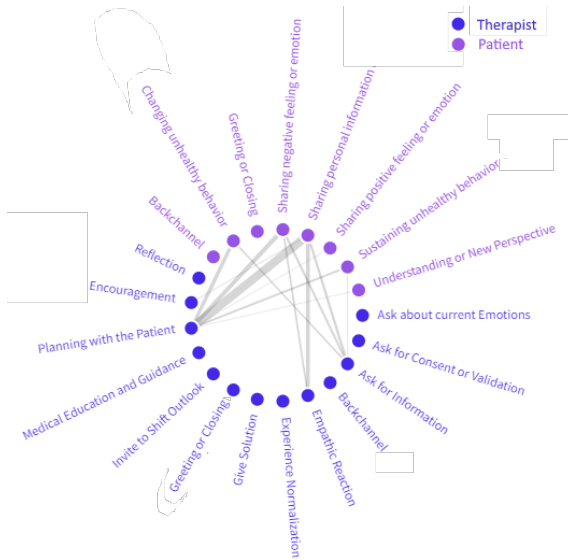 Therapist
Patient
Changing unhealthy behavior
Greeting or Closing
Sharing negative feeling or emotion
Sharing personal information
Sharing positive feeling or emotion
Sustaining unhealthy behavior
Understanding or New Perspective
Backchannel
Reflection
Encouragement
Planning with the Patient
Medical Education and Guidance
Invite to Shift Outlook
Greeting or Closing
Give Solution
Experience Normalization
Empathic Reaction
Backchannel
Ask for Information
Ask for Consent or Validation
Ask about current Emotions